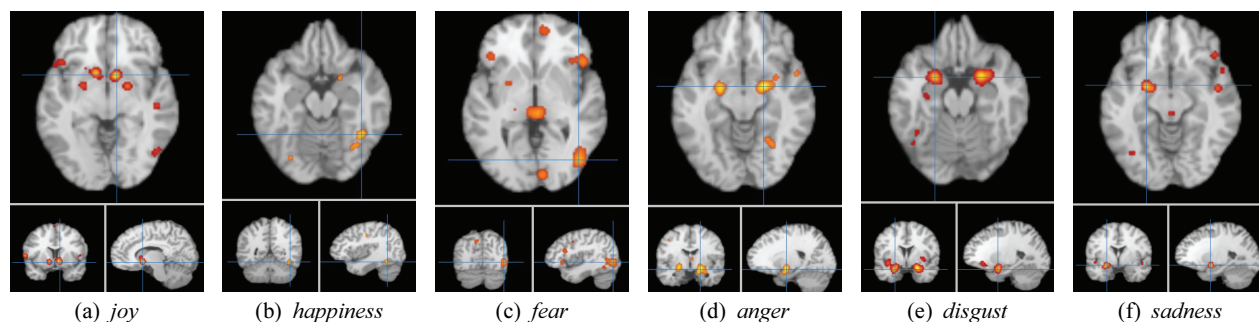 (a) joy
(b) happiness
(c) fear
(d) anger
(e) disgust
(f) sadness